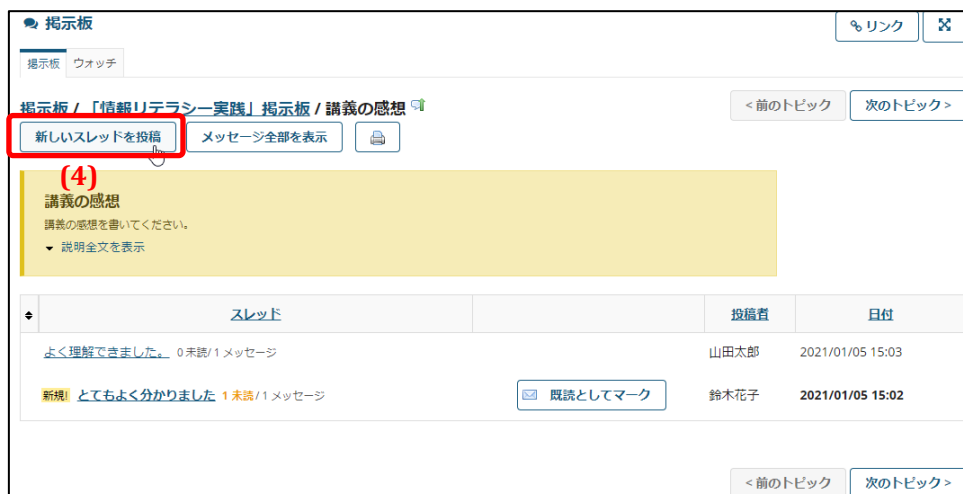 掲示板
リンク
掲示板 ウォッチ
掲示板 / 「情報リテラシー実践」掲示板 / 講義の感想
<前のトピック 次のトピック>
新しいスレッドを投稿 メッセージ全部を表示
(4)
講義の感想
講義の感想を書いてください。
説明全文を表示
スレッド 投稿者 日付
よく理解できました。 0 未読/ 1 メッセージ 山田太郎 2021/01/05 15:03
新規! とてもよく分かりました 1 未読/ 1 メッセージ 既読としてマーク 鈴木花子 2021/01/05 15:02
<前のトピック 次のトピック>